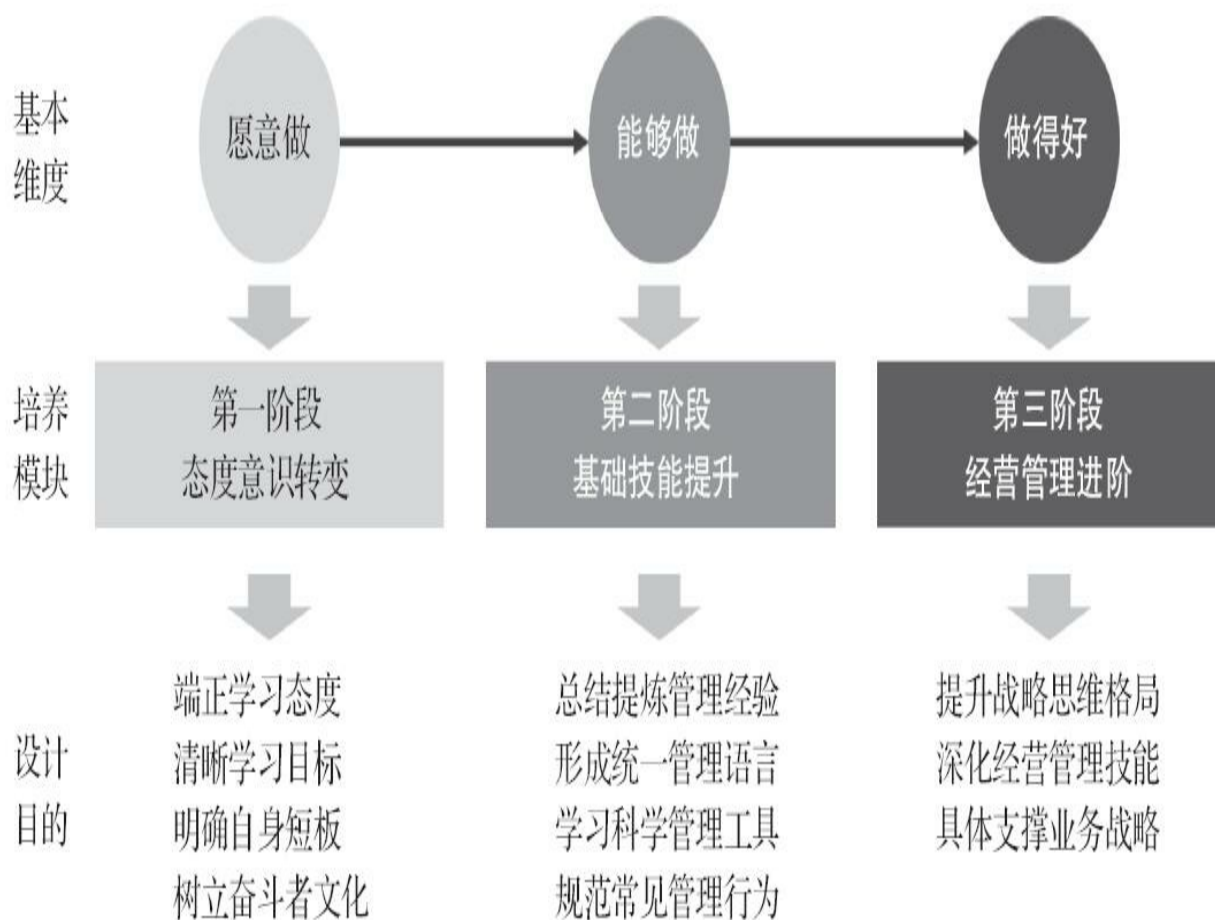 基本
维度
愿意做
能够做
做得好
培养
模块
第一阶段
态度意识转变
第二阶段
基础技能提升
第三阶段
经营管理进阶
设计
目的
端正学习态度
清晰学习目标
明确自身短板
树立奋斗者文化
总结提炼管理经验
形成统一管理语言
学习科学管理工具
规范常见管理行为
提升战略思维格局
深化经营管理技能
具体支撑业务战略